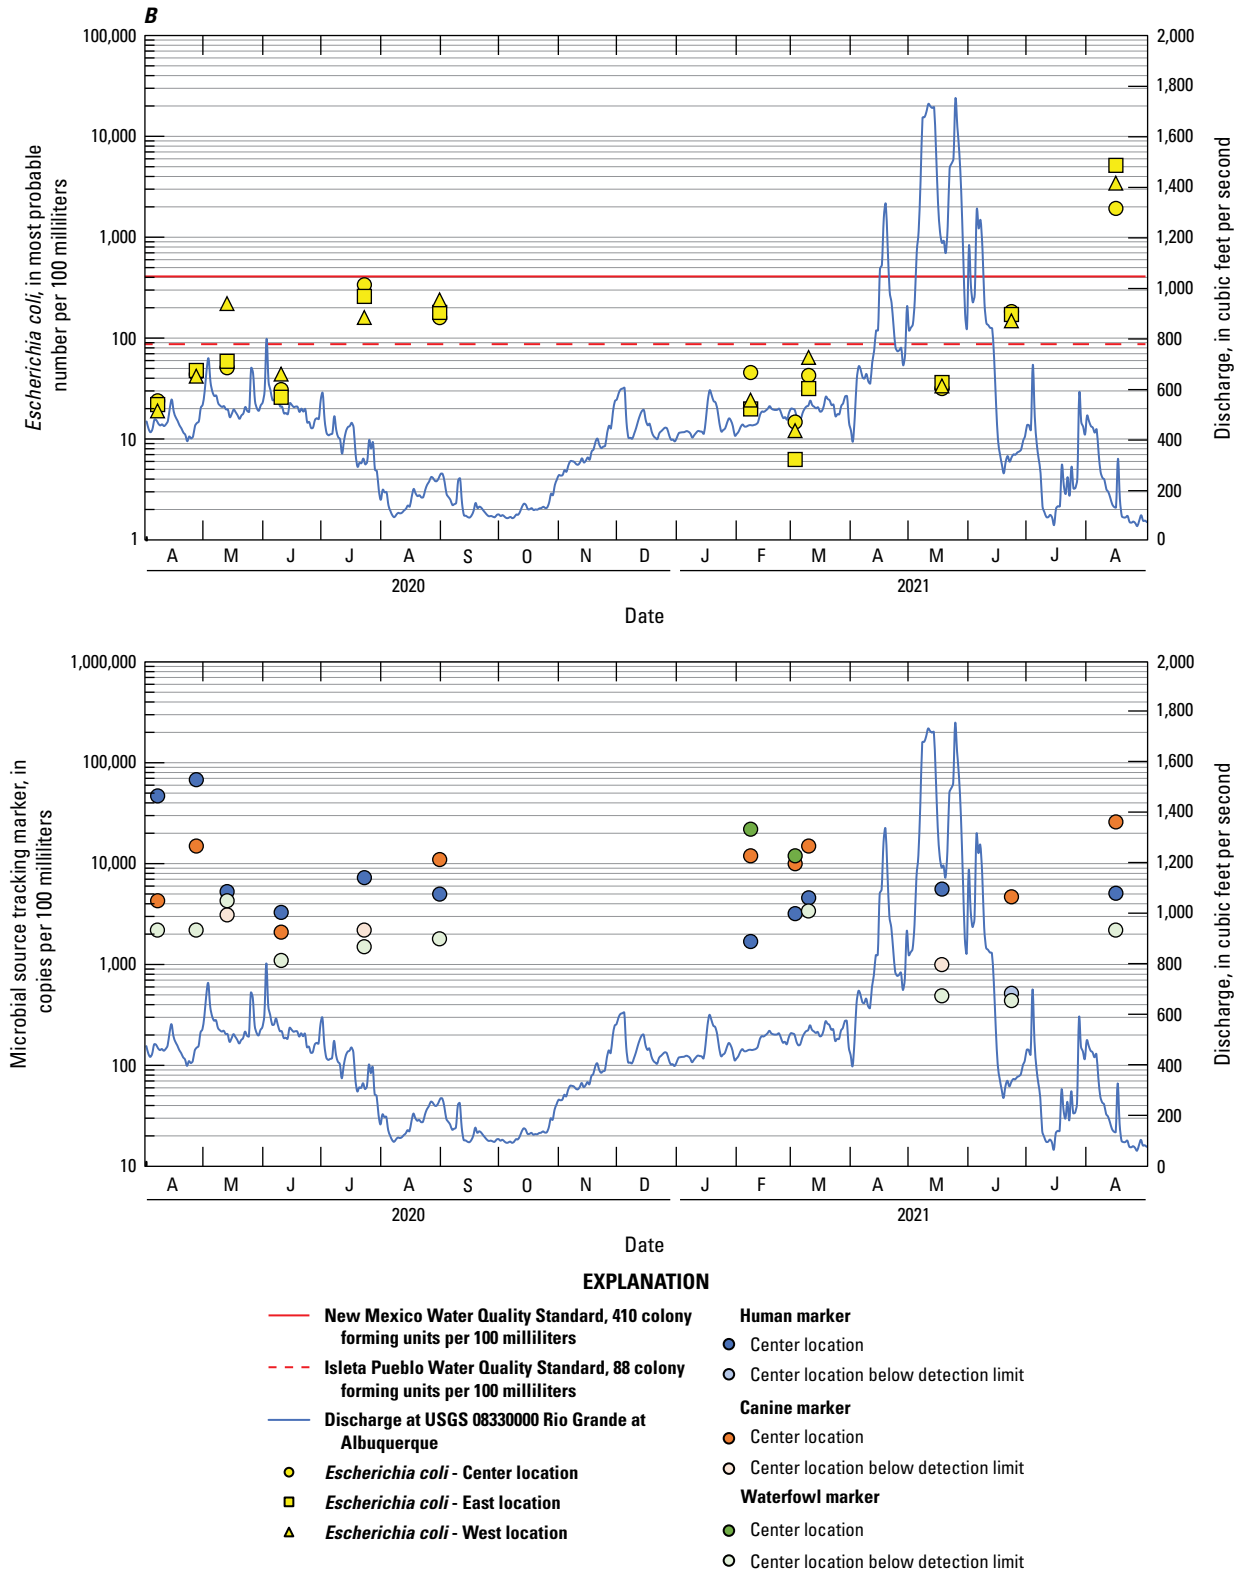 B
100,000
10,000
1,000
100
10
1
Escherichia coli, in most probable
number per 100 milliliters
2,000
1,800
1,600
1,400
1,200
1,000
800
600
400
200
0
Discharge, in cubic feet per second
A M J J A S O N D J F M A M J J A
2020 2021
Date
1,000,000
100,000
10,000
1,000
100
10
Microbial source tracking marker, in
copies per 100 milliliters
2,000
1,800
1,600
1,400
1,200
1,000
800
600
400
200
0
Discharge, in cubic feet per second
A M J J A S O N D J F M A M J J A
2020 2021
Date
EXPLANATION
New Mexico Water Quality Standard, 410 colony
forming units per 100 milliliters
Isleta Pueblo Water Quality Standard, 88 colony
forming units per 100 milliliters
Discharge at USGS 08330000 Rio Grande at
Albuquerque
Escherichia coli - Center location
Escherichia coli - East location
Escherichia coli - West location
Human marker
Center location
Center location below detection limit
Canine marker
Center location
Center location below detection limit
Waterfowl marker
Center location
Center location below detection limit